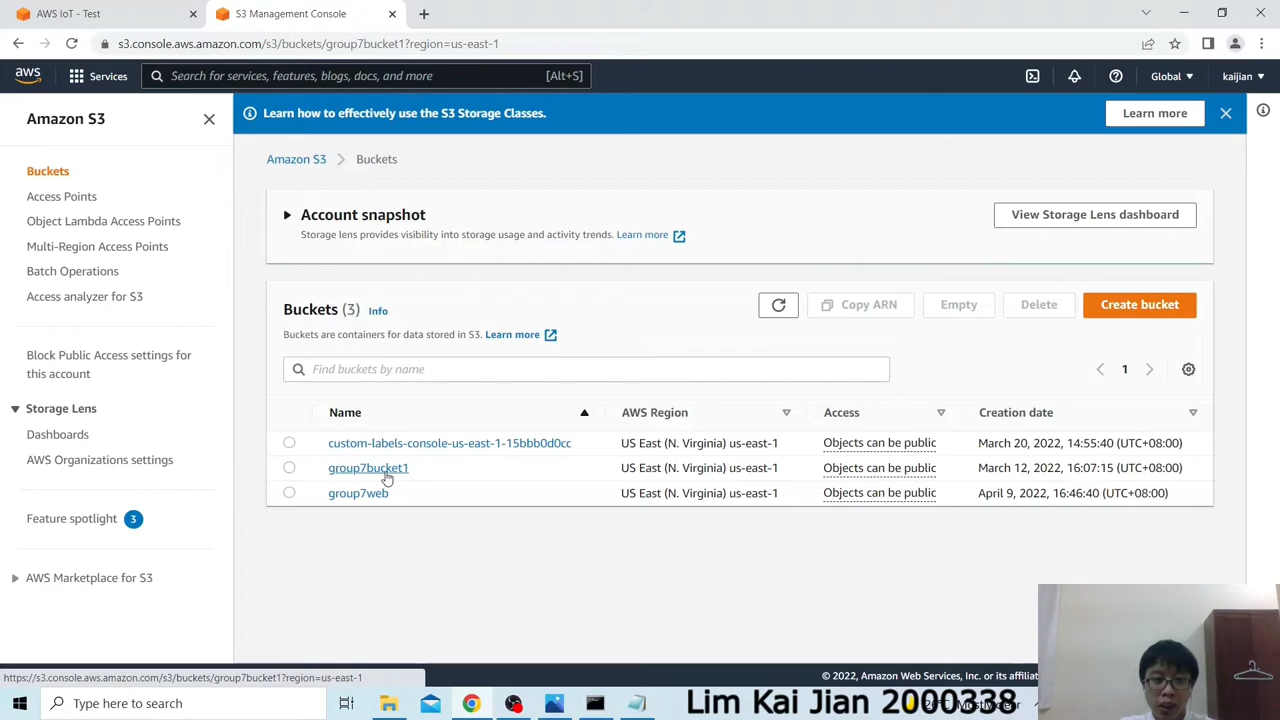 AWS IoT - Test
S3 Management Console
s3.console.aws.amazon.com/s3/buckets/group7bucket1?region=us-east-1
aws
Services
Search for services, features, blogs, docs, and more
[Alt+S]
Global
kaijian
Amazon S3
Buckets
Access Points
Object Lambda Access Points
Multi-Region Access Points
Batch Operations
Access analyzer for S3
Block Public Access settings for
this account
Storage Lens
Dashboards
AWS Organizations settings
Feature spotlight 3
AWS Marketplace for S3
Learn how to effectively use the S3 Storage Classes.
Learn more
Amazon S3 Buckets
Account snapshot
Storage lens provides visibility into storage usage and activity trends. Learn more
View Storage Lens dashboard
Buckets (3) Info
Copy ARN
Empty
Delete
Create bucket
Buckets are containers for data stored in S3. Learn more
Find buckets by name
1
Name AWS Region Access Creation date
custom-labels-console-us-east-1-15bbb0d0cc US East (N. Virginia) us-east-1 Objects can be public March 20, 2022, 14:55:40 (UTC+08:00)
group7bucket1 US East (N. Virginia) us-east-1 Objects can be public March 12, 2022, 16:07:15 (UTC+08:00)
group7web US East (N. Virginia) us-east-1 Objects can be public April 9, 2022, 16:46:40 (UTC+08:00)
https://s3.console.aws.amazon.com/s3/buckets/group7bucket1?region=us-east-1
© 2022, Amazon Web Services, Inc. or its affiliat
Type here to search
Lim Kai Jian 2000338